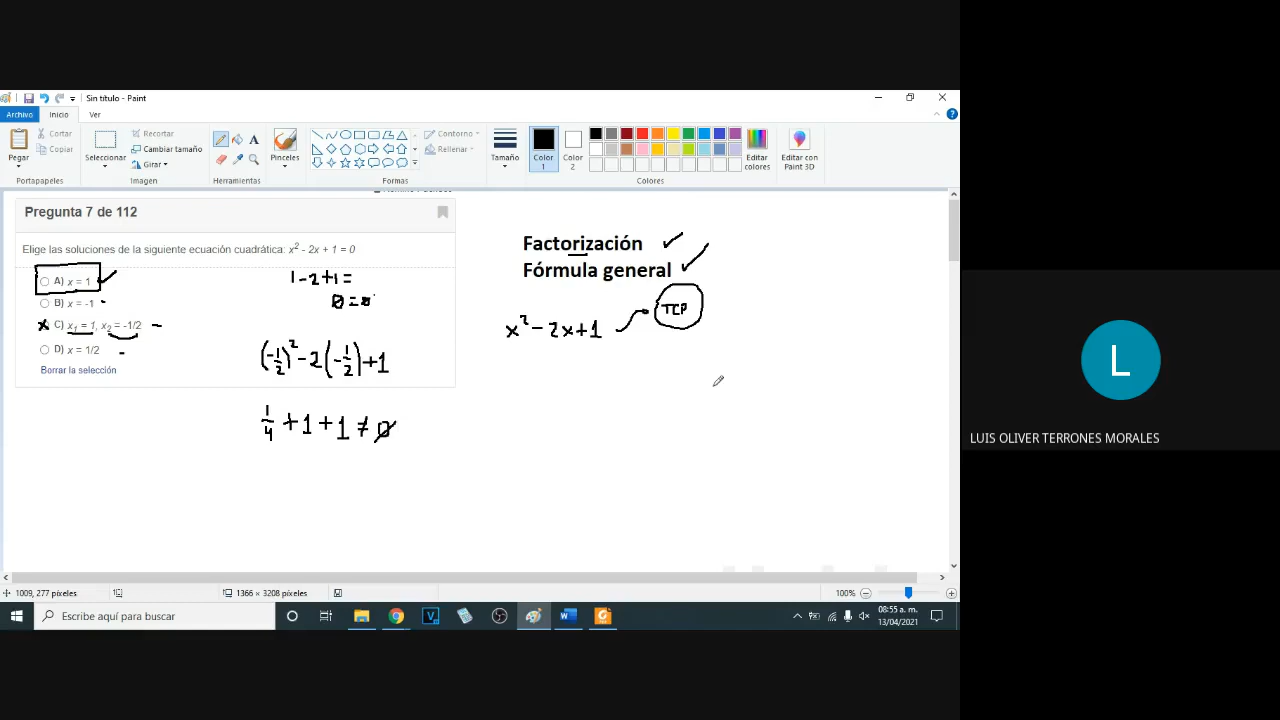 Sin título - Paint
Archivo Inicio Ver
Pegar
Cortar
Copiar
Portapapeles
Seleccionar
Recortar
Cambiar tamaño
Girar
Imagen
A
Herramientas
Pinceles
Contorno
Rellenar
Formas
Tamaño
Color 1
Color 2
Editar colores
Editar con Paint 3D
Colores
Pregunta 7 de 112
Elige las soluciones de la siguiente ecuación cuadrática: x² - 2x + 1 = 0
A) x = 1
B) x = -1
C) x₁ = 1, x₂ = -1/2
D) x = 1/2
Borrar la selección
1-2+1=
0=0
(-1/2)² - 2(-1/2) + 1
1/4 + 1 + 1 ≠ 0
Factorización
Fórmula general
x² - 2x + 1
TCP
L
LUIS OLIVER TERRONES MORALES
1009, 277 píxeles
1366 × 3208 píxeles
100%
Escribe aquí para buscar
08:55 a. m.
13/04/2021